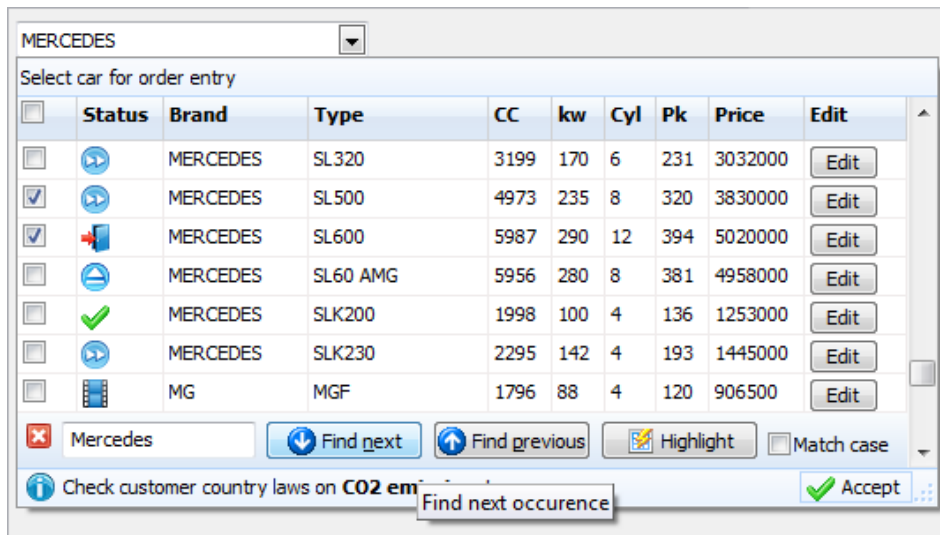 MERCEDES
Select car for order entry
Status Brand Type CC kw Cyl Pk Price Edit
MERCEDES SL320 3199 170 6 231 3032000 Edit
MERCEDES SL500 4973 235 8 320 3830000 Edit
MERCEDES SL600 5987 290 12 394 5020000 Edit
MERCEDES SL60 AMG 5956 280 8 381 4958000 Edit
MERCEDES SLK200 1998 100 4 136 1253000 Edit
MERCEDES SLK230 2295 142 4 193 1445000 Edit
MG MGF 1796 88 4 120 906500 Edit
Mercedes Find next Find previous Highlight Match case
Check customer country laws on CO2 Accept
Find next occurence